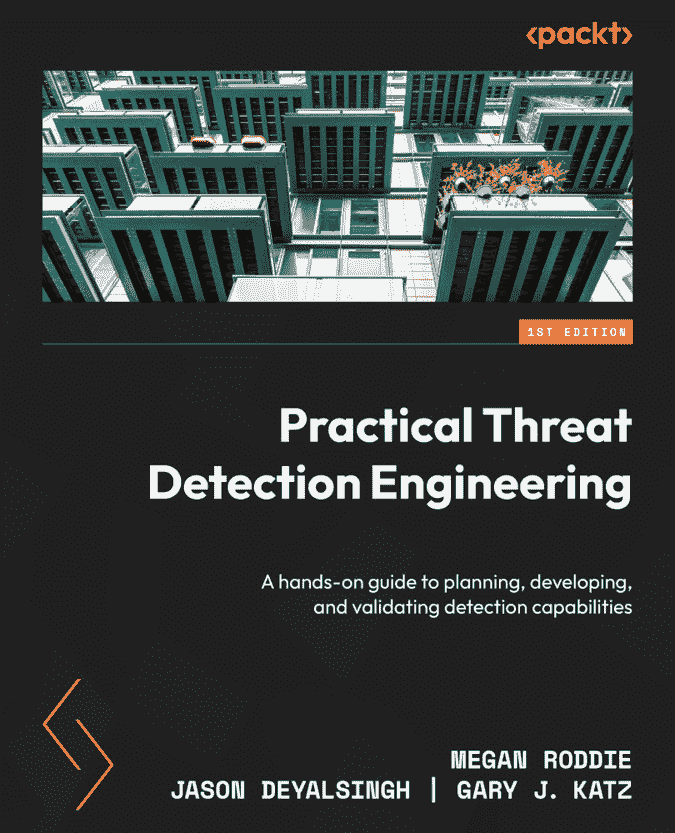 <packt>
1ST EDITION
Practical Threat
Detection Engineering
A hands-on guide to planning, developing,
and validating detection capabilities
MEGAN RODDIE
JASON DEYALSINGH | GARY J. KATZ